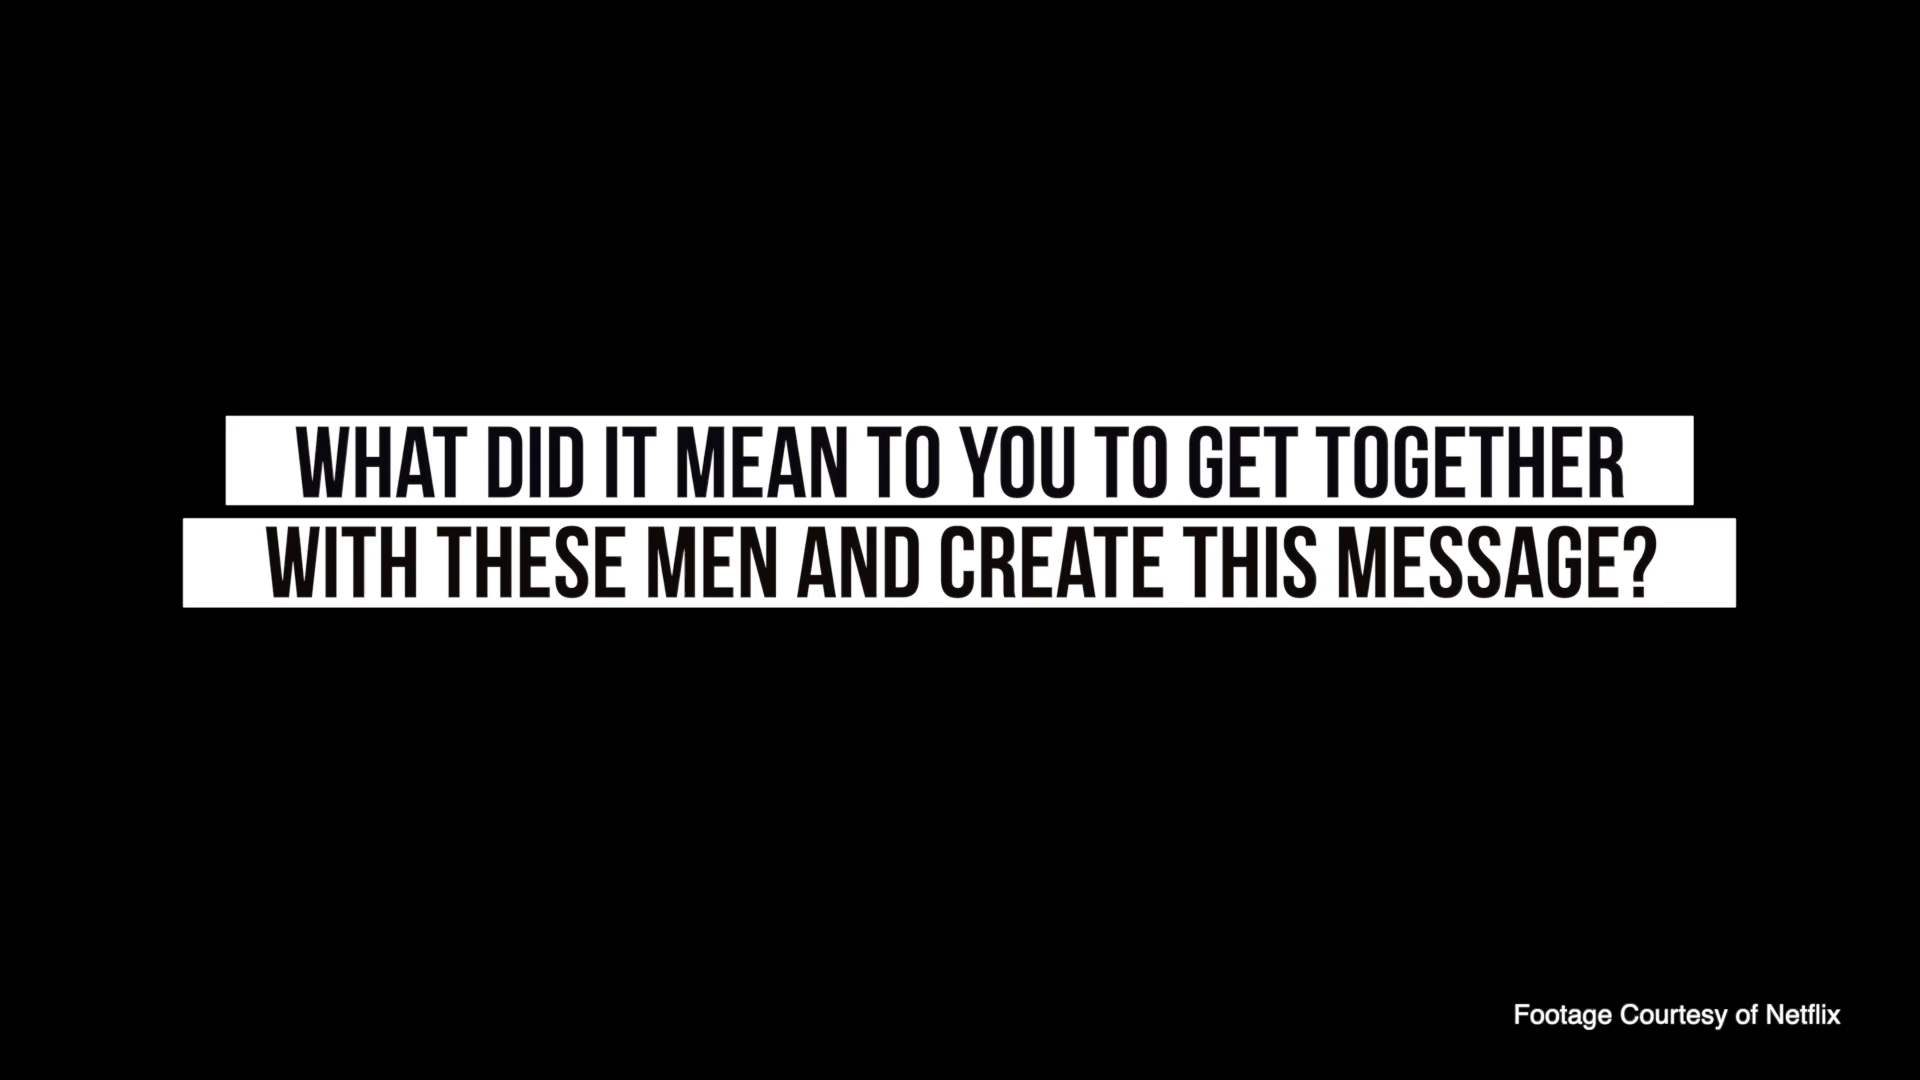 WHAT DID IT MEAN TO YOU TO GET TOGETHER
WITH THESE MEN AND CREATE THIS MESSAGE?
Footage Courtesy of Netflix